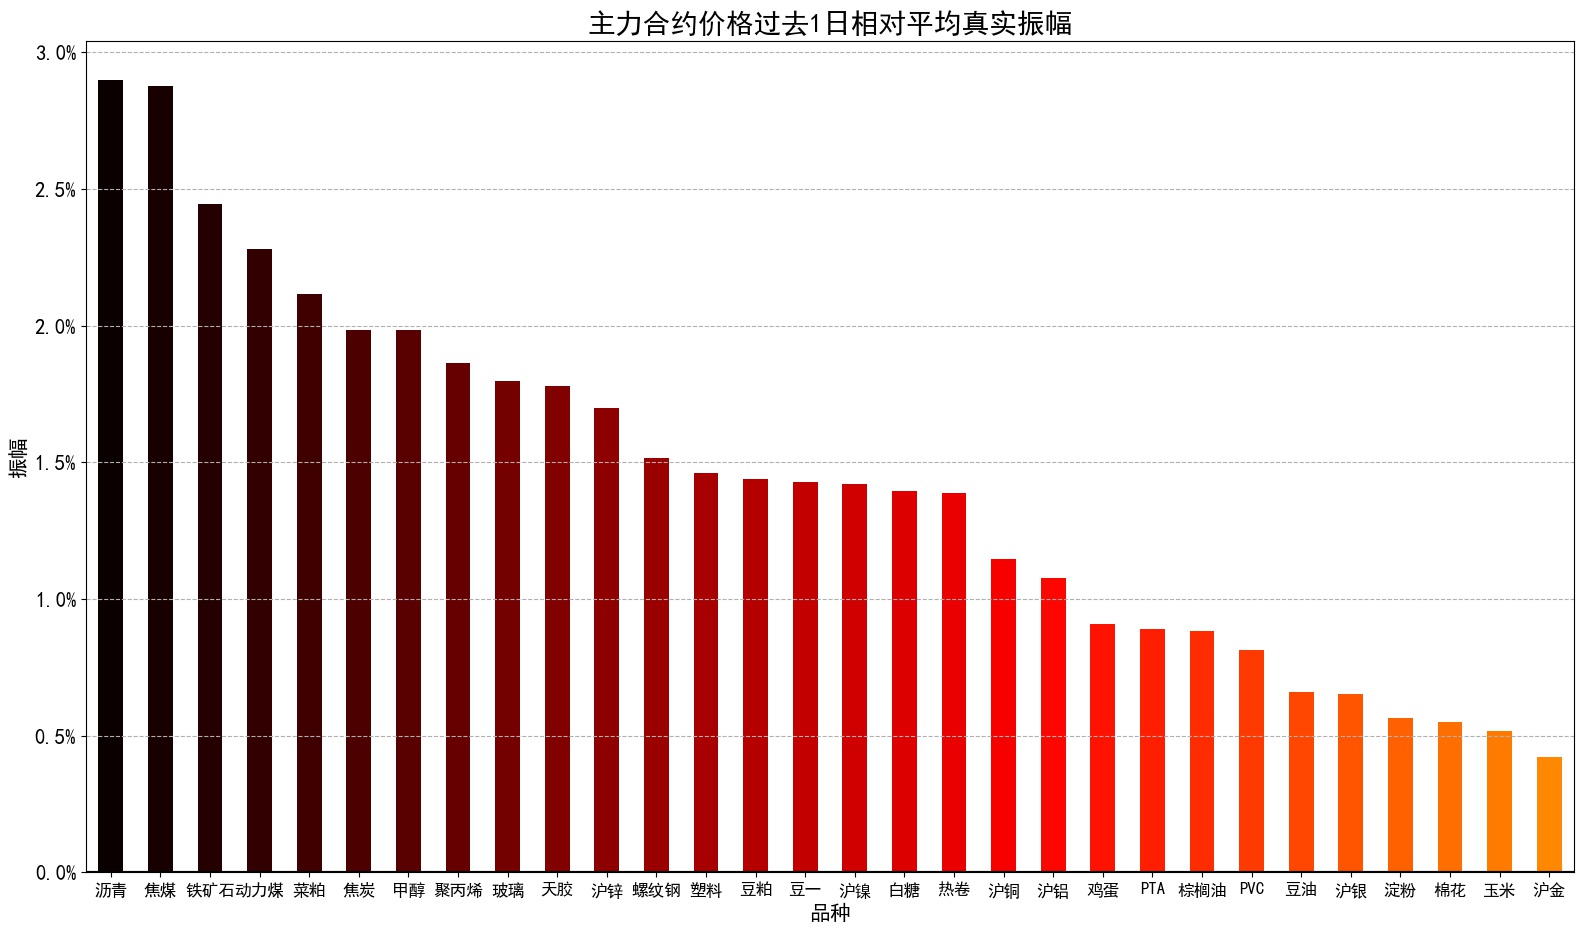 主力合约价格过去1日相对平均真实振幅
振幅
3.0%
2.5%
2.0%
1.5%
1.0%
0.5%
0.0%
沥青 焦煤 铁矿石 动力煤 菜粕 焦炭 甲醇 聚丙烯 玻璃 天胶 沪锌 螺纹钢 塑料 豆粕 豆一 沪镍 白糖 热卷 沪铜 沪铝 鸡蛋 PTA 棕榈油 PVC 豆油 沪银 淀粉 棉花 玉米 沪金
品种